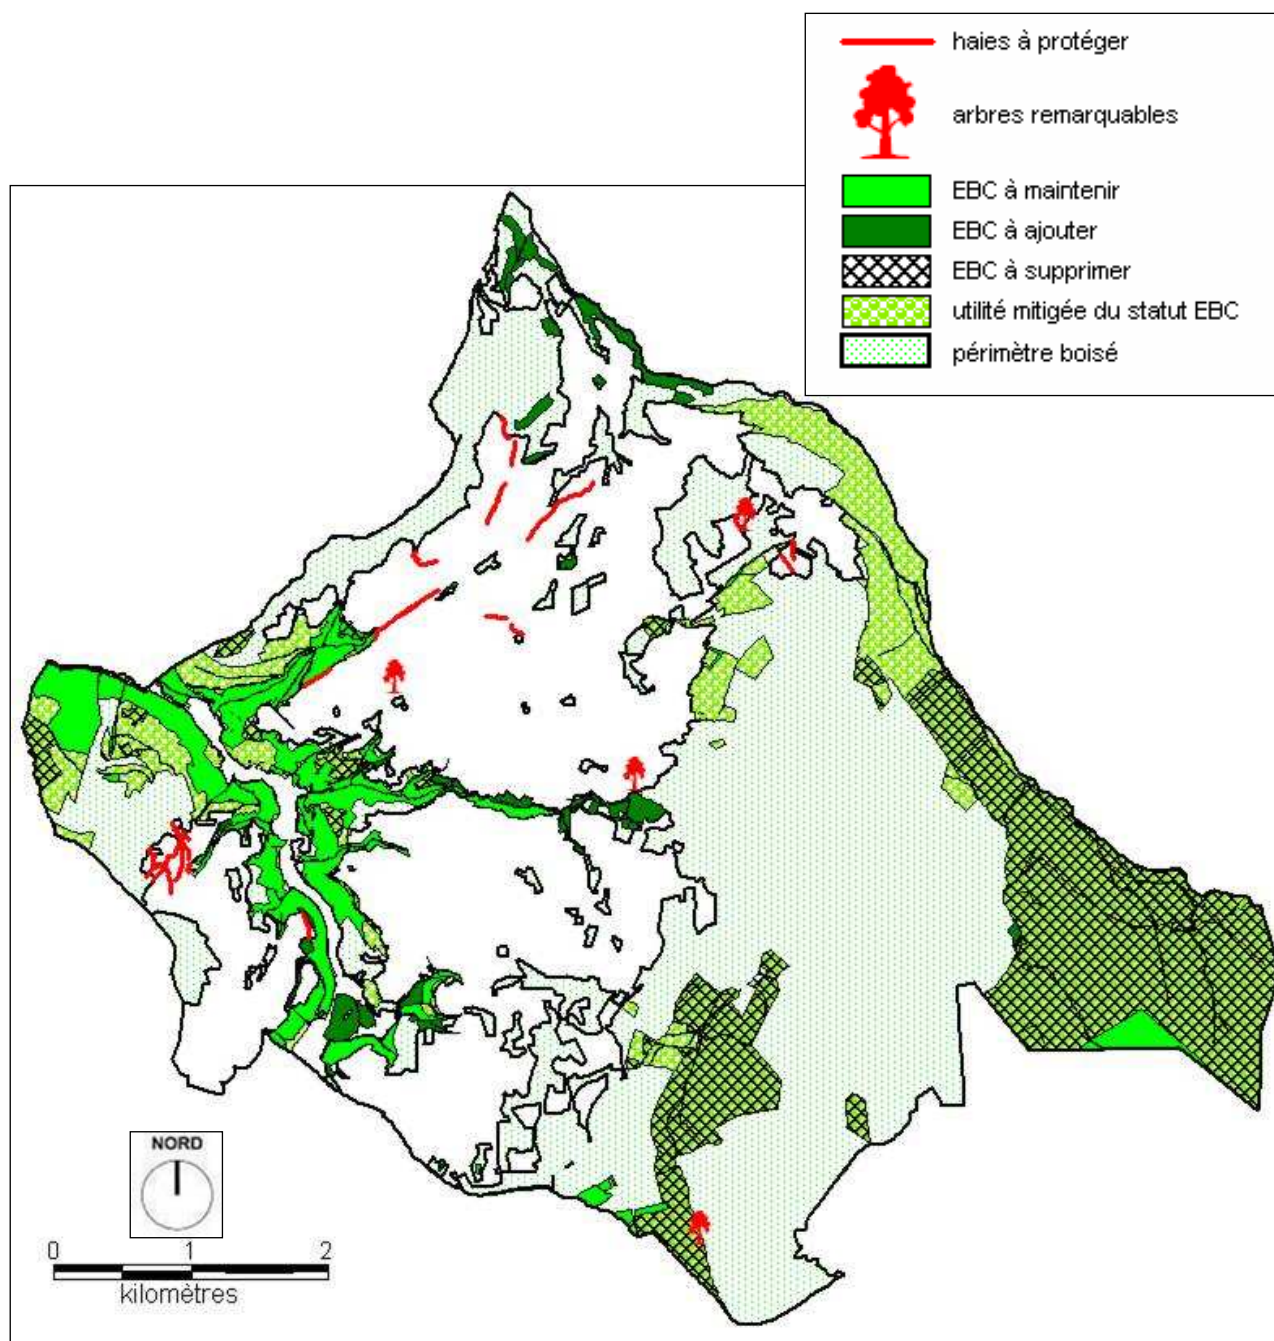 haies à protéger
arbres remarquables
EBC à maintenir
EBC à ajouter
EBC à supprimer
utilité mitigée du statut EBC
périmètre boisé
NORD
0 1 2
kilomètres